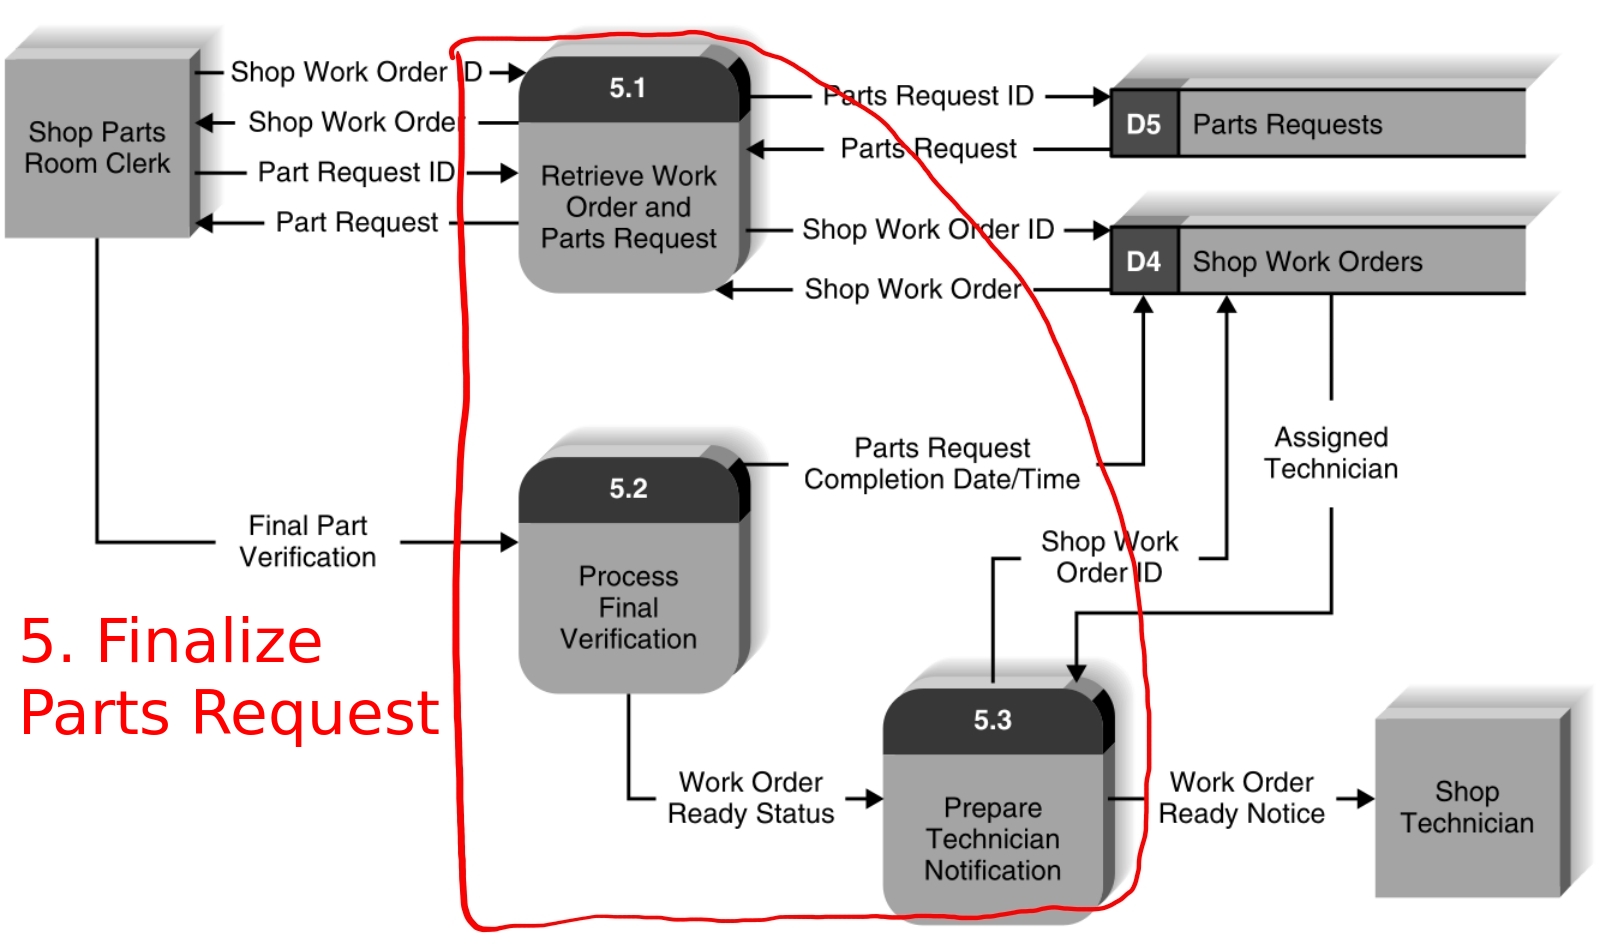 Shop Parts
Room Clerk
Shop Work Order ID
Shop Work Order
Part Request ID
Part Request
5.1
Retrieve Work
Order and
Parts Request
Parts Request ID
Parts Request
Shop Work Order ID
Shop Work Order
D5
Parts Requests
D4
Shop Work Orders
Assigned
Technician
Final Part
Verification
5.2
Process
Final
Verification
Parts Request
Completion Date/Time
Shop Work
Order ID
5. Finalize
Parts Request
Work Order
Ready Status
5.3
Prepare
Technician
Notification
Work Order
Ready Notice
Shop
Technician